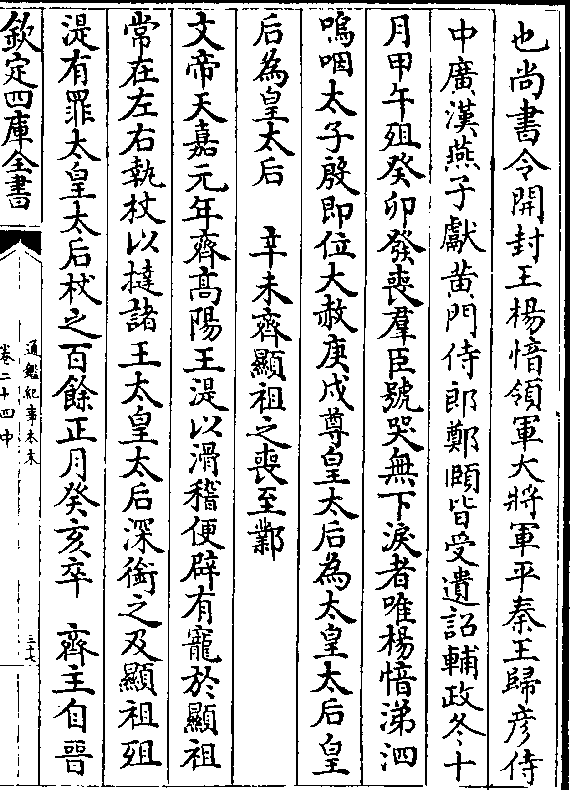 也尚書令開封王楊愔領軍大將軍平秦王歸彦侍
中廣漢燕子獻黄門侍郎鄭頥皆受遺詔輔政冬十
月甲午殂癸卯發喪羣臣號哭無下淚者唯楊愔涕泗
嗚咽太子殷即位大赦庚戍尊皇太后為太皇太后皇
后為皇太后　辛未齊顯祖之喪至鄴
文帝天嘉元年齊高陽王湜以滑稽便辟有寵於顯祖
常在左右執杖以撻諸王太皇太后深銜之及顯祖殂
湜有罪太皇太后杖之百餘正月癸亥卒　齊主自晉
欽定四庫全書
通鑑紀事本末
卷二十四中
三七